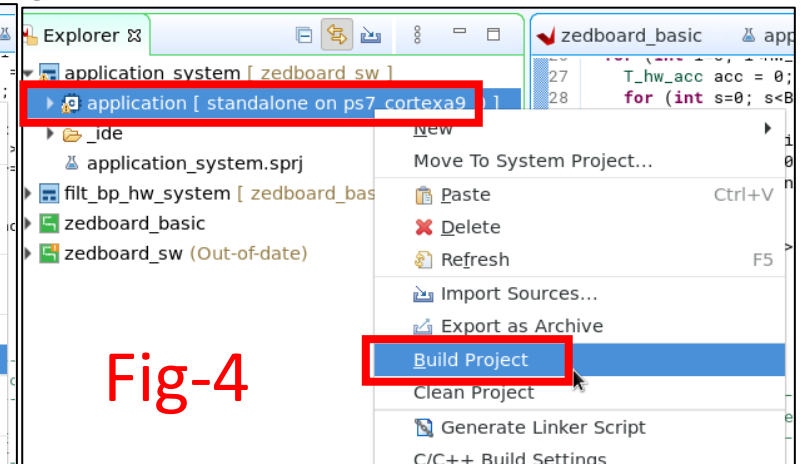 Explorer
zedboard_basic
app
application_system [ zedboard_sw ]
27 T_hw_acc acc = 0;
application [ standalone on ps7_cortexa9_0 ]
28 for (int s=0; s<B
New
_ide
Move To System Project...
application_system.sprj
Paste Ctrl+V
filt_bp_hw_system [ zedboard_bas
Delete
zedboard_basic
Refresh F5
zedboard_sw (Out-of-date)
Import Sources...
Export as Archive
Build Project
Fig-4
Clean Project
Generate Linker Script
C/C++ Build Settings